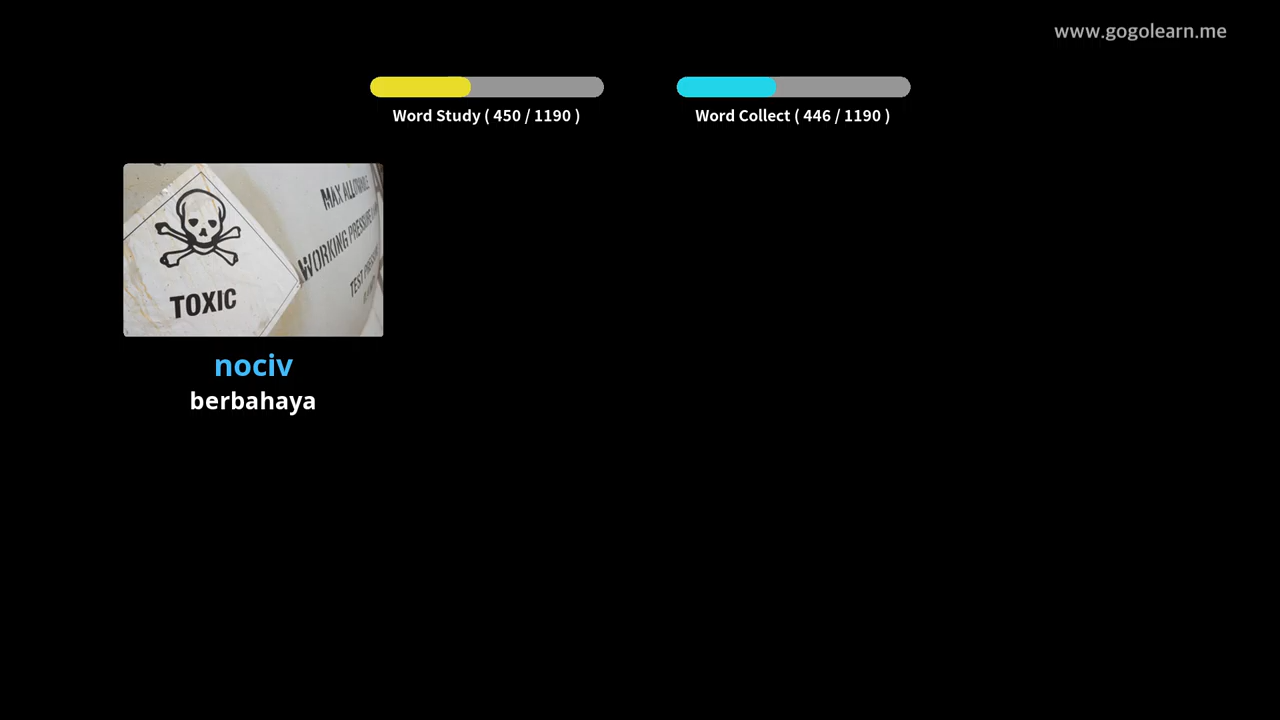 www.gogolearn.me
Word Study ( 450 / 1190 )
Word Collect ( 446 / 1190 )
MAX ALLOWABLE
WORKING PRESSURE
TEST
TOXIC
nociv
berbahaya